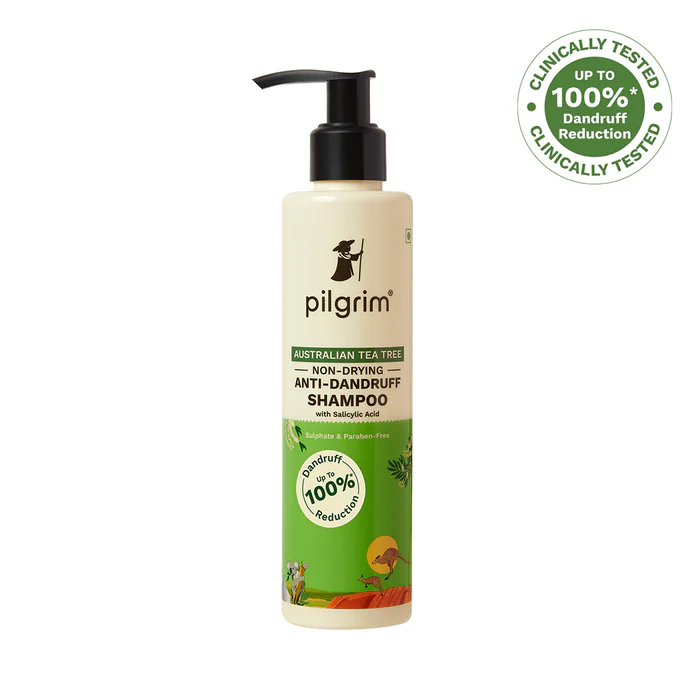 pilgrim®
AUSTRALIAN TEA TREE
NON-DRYING
ANTI-DANDRUFF
SHAMPOO
with Salicylic Acid
Sulphate & Paraben-Free
Dandruff
Up To
100%*
Reduction
CLINICALLY TESTED
UP TO
100%*
Dandruff
Reduction
CLINICALLY TESTED